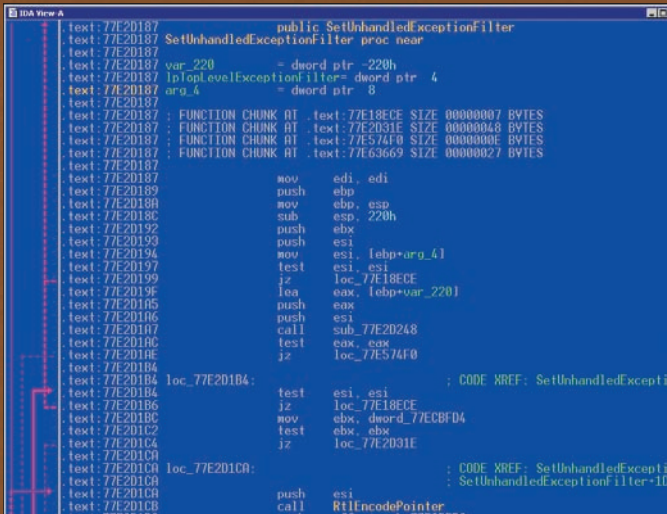 IDA View-A
.text:77E2D187 public SetUnhandledExceptionFilter
.text:77E2D187 SetUnhandledExceptionFilter proc near
.text:77E2D187
.text:77E2D187 var_220 = dword ptr -220h
.text:77E2D187 lpTopLevelExceptionFilter= dword ptr 4
.text:77E2D187 arg_4 = dword ptr 8
.text:77E2D187
.text:77E2D187 ; FUNCTION CHUNK AT .text:77E18ECE SIZE 00000007 BYTES
.text:77E2D187 ; FUNCTION CHUNK AT .text:77E2D31E SIZE 00000048 BYTES
.text:77E2D187 ; FUNCTION CHUNK AT .text:77E574F0 SIZE 0000000E BYTES
.text:77E2D187 ; FUNCTION CHUNK AT .text:77E63669 SIZE 00000027 BYTES
.text:77E2D187
.text:77E2D187 mov edi, edi
.text:77E2D189 push ebp
.text:77E2D18A mov ebp, esp
.text:77E2D18C sub esp, 220h
.text:77E2D192 push ebx
.text:77E2D193 push esi
.text:77E2D194 mov esi, [ebp+arg_4]
.text:77E2D197 test esi, esi
.text:77E2D199 jz loc_77E18ECE
.text:77E2D19F lea eax, [ebp+var_220]
.text:77E2D1A5 push eax
.text:77E2D1A6 push esi
.text:77E2D1A7 call sub_77E2D248
.text:77E2D1AC test eax, eax
.text:77E2D1AE jz loc_77E574F0
.text:77E2D1B4
.text:77E2D1B4 loc_77E2D1B4: ; CODE XREF: SetUnhandledExcepti
.text:77E2D1B4 test esi, esi
.text:77E2D1B6 jz loc_77E18ECE
.text:77E2D1BC mov ebx, dword_77ECBFD4
.text:77E2D1C2 test ebx, ebx
.text:77E2D1C4 jz loc_77E2D31E
.text:77E2D1CA
.text:77E2D1CA loc_77E2D1CA: ; CODE XREF: SetUnhandledExcepti
.text:77E2D1CA ; SetUnhandledExceptionFilter+1D
.text:77E2D1CA push esi
.text:77E2D1CB call RtlEncodePointer